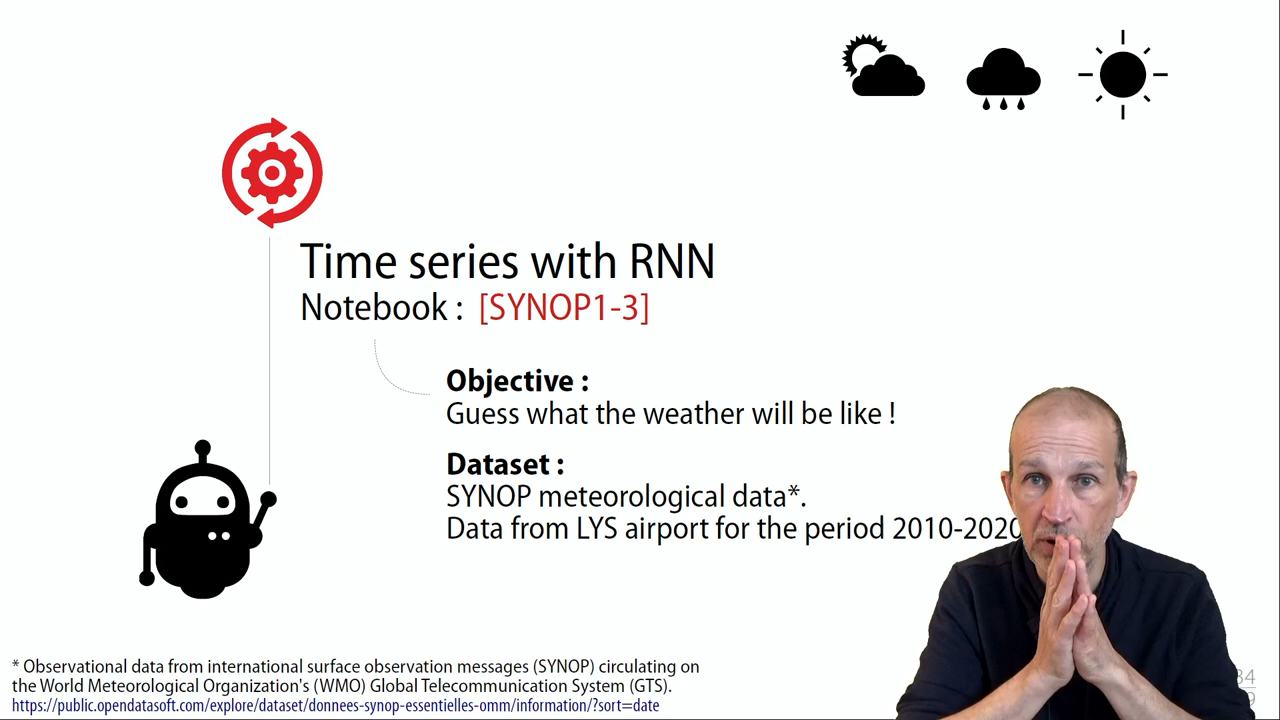 Time series with RNN
Notebook : [SYNOP1-3]
Objective :
Guess what the weather will be like !
Dataset :
SYNOP meteorological data*.
Data from LYS airport for the period 2010-2020
* Observational data from international surface observation messages (SYNOP) circulating on
the World Meteorological Organization's (WMO) Global Telecommunication System (GTS).
https://public.opendatasoft.com/explore/dataset/donnees-synop-essentielles-omm/information/?sort=date